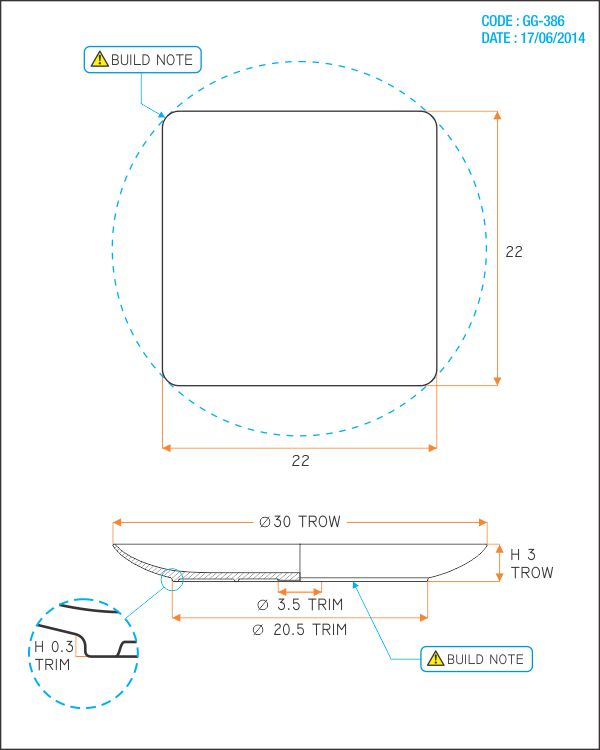 CODE : GG-386
DATE : 17/06/2014
BUILD NOTE
22
22
Ø30 TROW
H 3
TROW
Ø 3.5 TRIM
Ø 20.5 TRIM
H 0.3
TRIM
BUILD NOTE